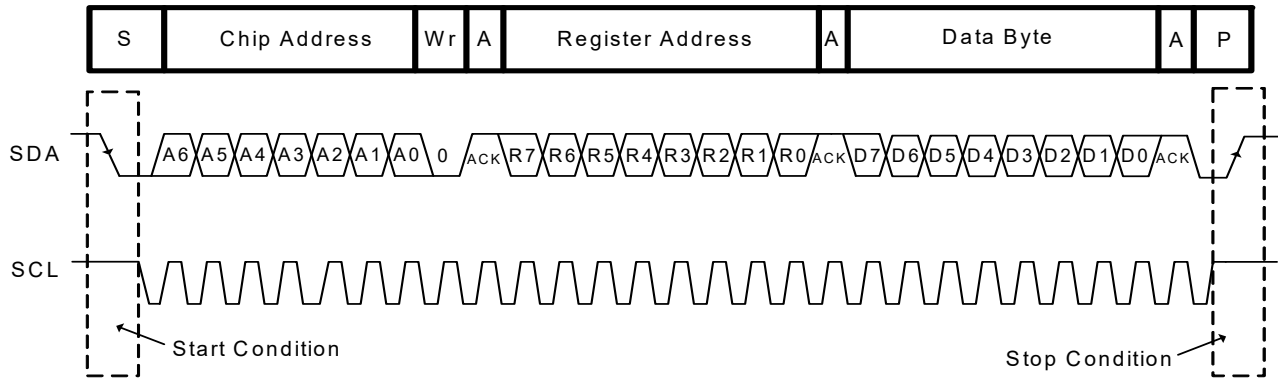 S Chip Address Wr A Register Address A Data Byte A P
SDA A6 A5 A4 A3 A2 A1 A0 0 ACK R7 R6 R5 R4 R3 R2 R1 R0 ACK D7 D6 D5 D4 D3 D2 D1 D0 ACK
SCL
Start Condition
Stop Condition